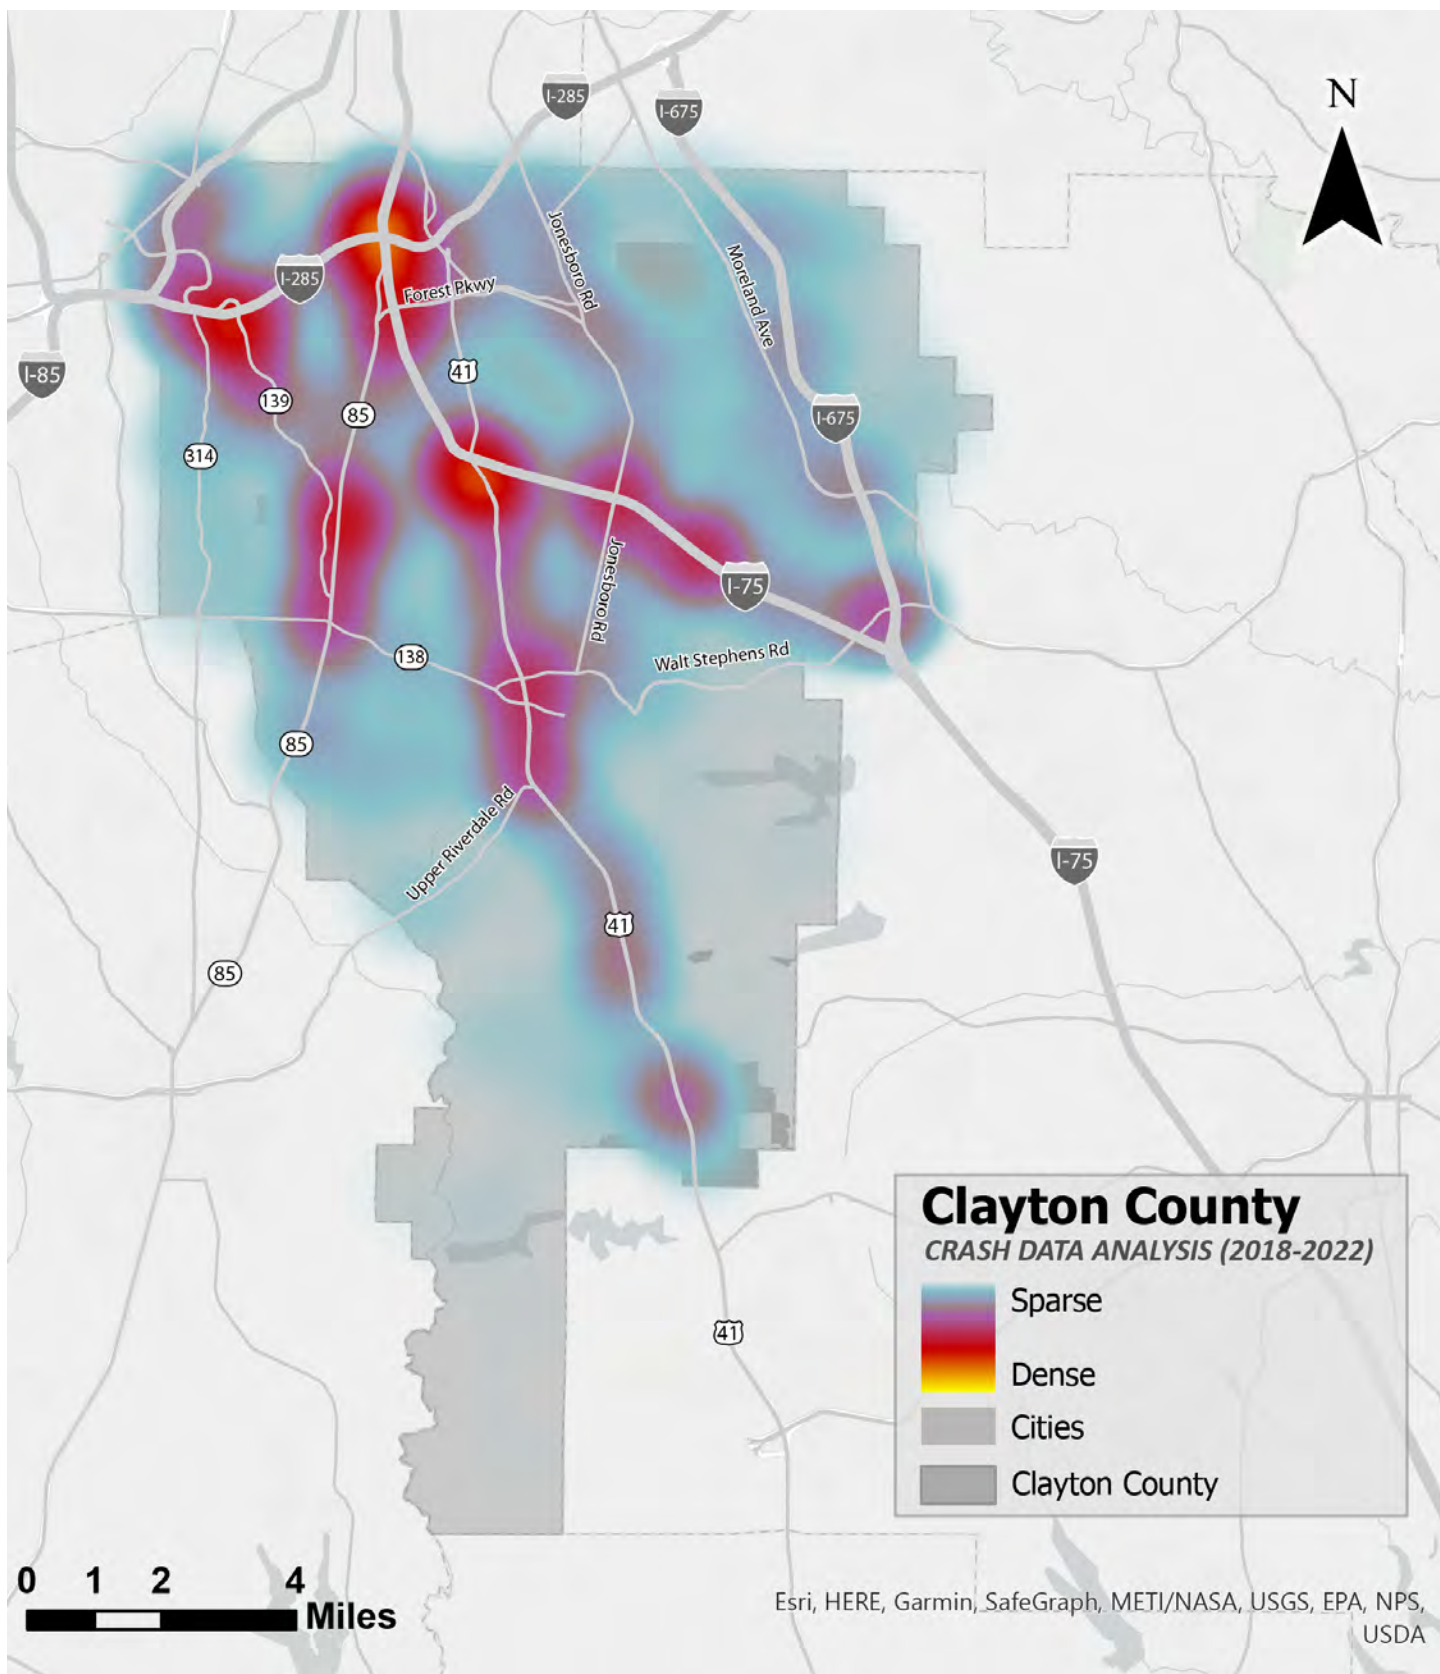 N
I-285
I-675
Jonesboro Rd
Moreland Ave
I-285
Forest Pkwy
I-85
41
139
85
I-675
314
Jonesboro Rd
I-75
138
Walt Stephens Rd
85
Upper Riverdale Rd
I-75
41
85
Clayton County
CRASH DATA ANALYSIS (2018-2022)
Sparse
Dense
Cities
Clayton County
41
0 1 2 4
Miles
Esri, HERE, Garmin, SafeGraph, METI/NASA, USGS, EPA, NPS,
USDA